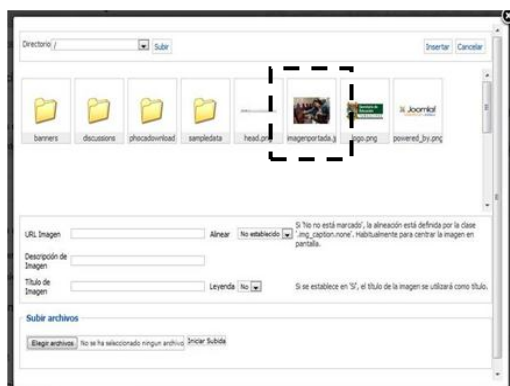 Directorio /
Subir
Insertar Cancelar
banners discussions phocadownload sampledata head.png imagenportada.j logo.png powered_by.png
Joomla!
URL Imagen
Alinear No establecido
Si 'No no está marcado', la alineación está definida por la clase
'.img_caption.none'. Habitualmente para centrar la imagen en
pantalla.
Descripción de
Imagen
Título de
Imagen
Leyenda No
Si se establece en 'Sí', el título de la imagen se utilizará como título.
Subir archivos
Elegir archivos No se ha seleccionado ningun archivo Iniciar Subida